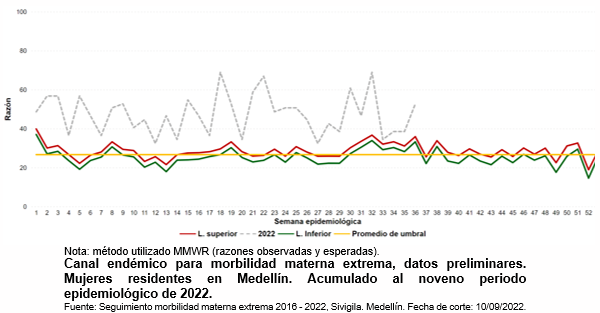 100
80
60
40
20
0
Razón
1 2 3 4 5 6 7 8 9 10 11 12 13 14 15 16 17 18 19 20 21 22 23 24 25 26 27 28 29 30 31 32 33 34 35 36 37 38 39 40 41 42 43 44 45 46 47 48 49 50 51 52
Semana epidemiológica
L. superior 2022 L. Inferior Promedio de umbral
Nota: método utilizado MMWR (razones observadas y esperadas).
Canal endémico para morbilidad materna extrema, datos preliminares.
Mujeres residentes en Medellín. Acumulado al noveno periodo
epidemiológico de 2022.
Fuente: Seguimiento morbilidad materna extrema 2016 - 2022, Sivigila. Medellín. Fecha de corte: 10/09/2022.